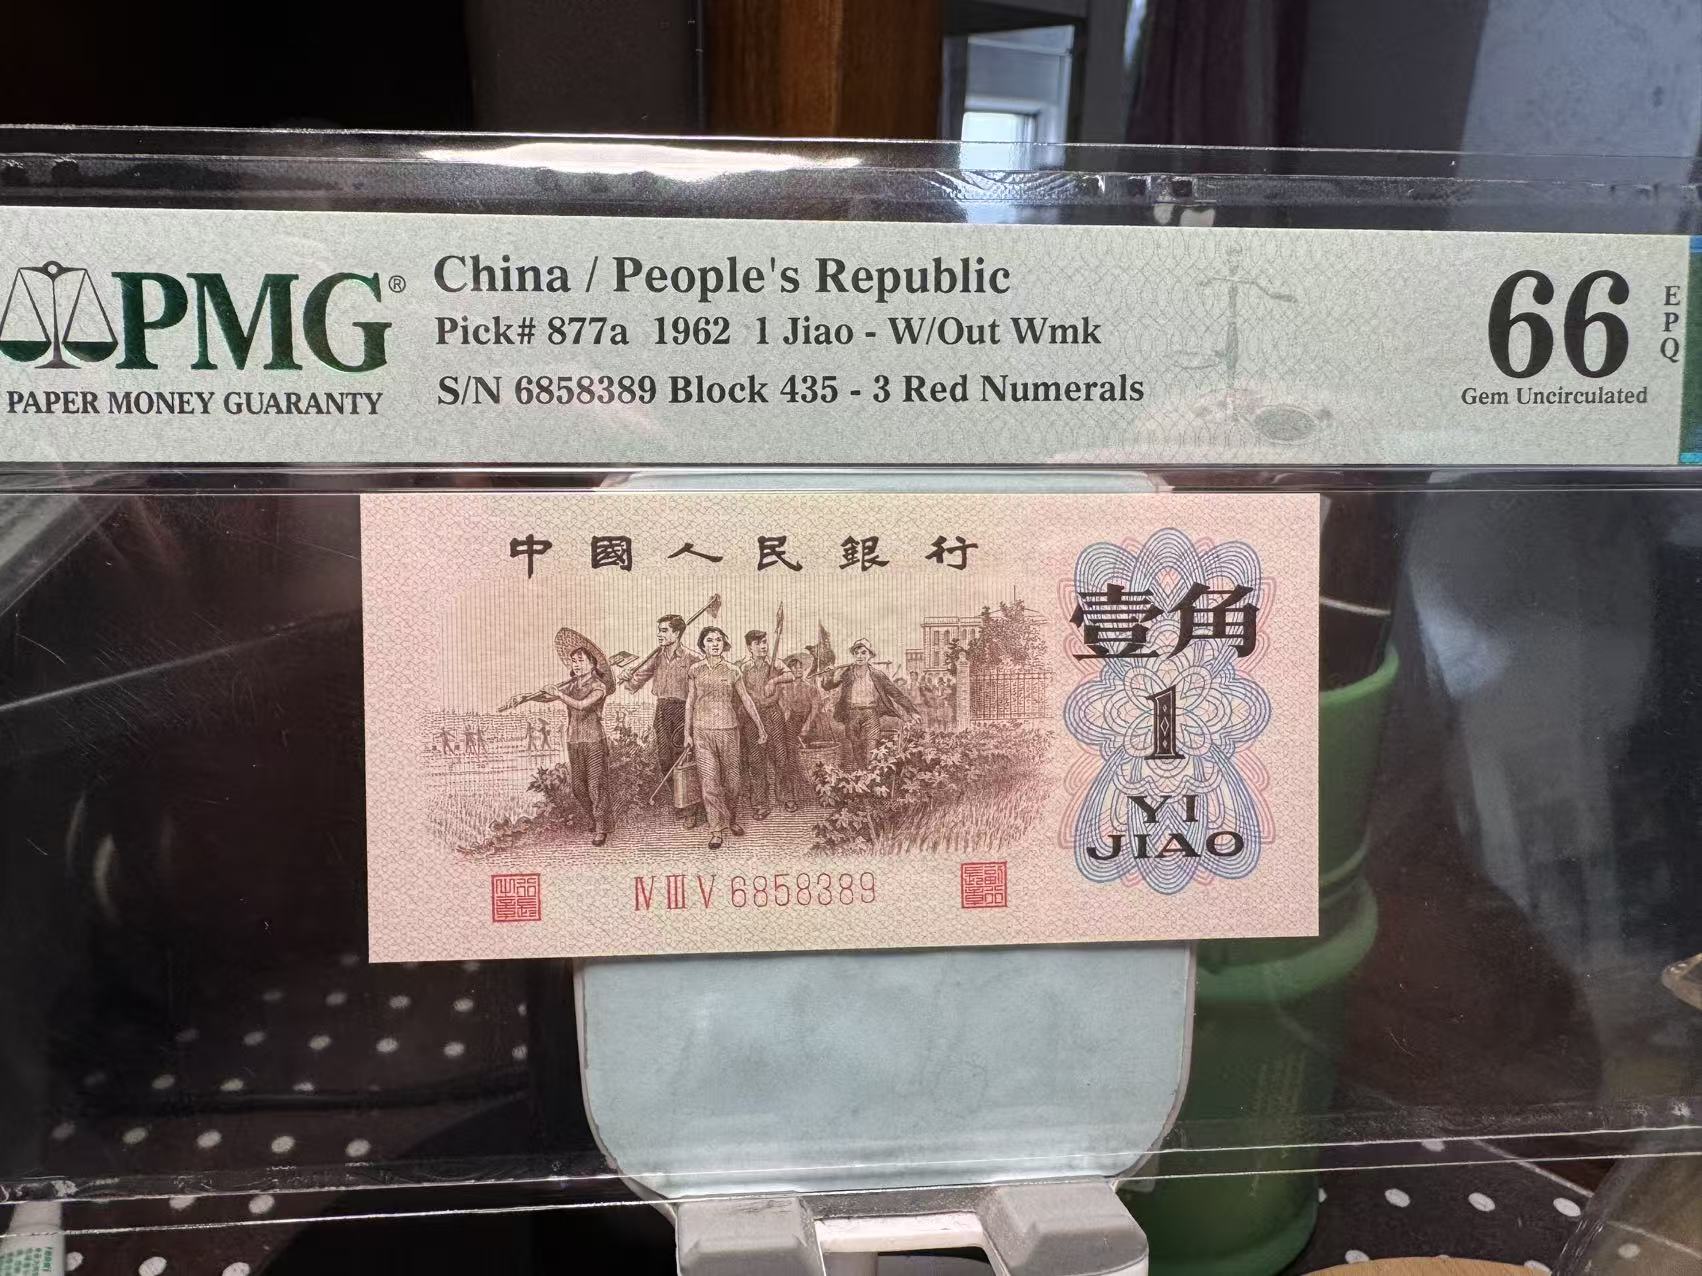 PMG®
PAPER MONEY GUARANTY
China / People's Republic
Pick# 877a 1962 1 Jiao - W/Out Wmk
S/N 6858389 Block 435 - 3 Red Numerals
66
EPQ
Gem Uncirculated
中國人民銀行
壹角
1
YI
JIAO
Ⅳ Ⅲ Ⅴ 6858389